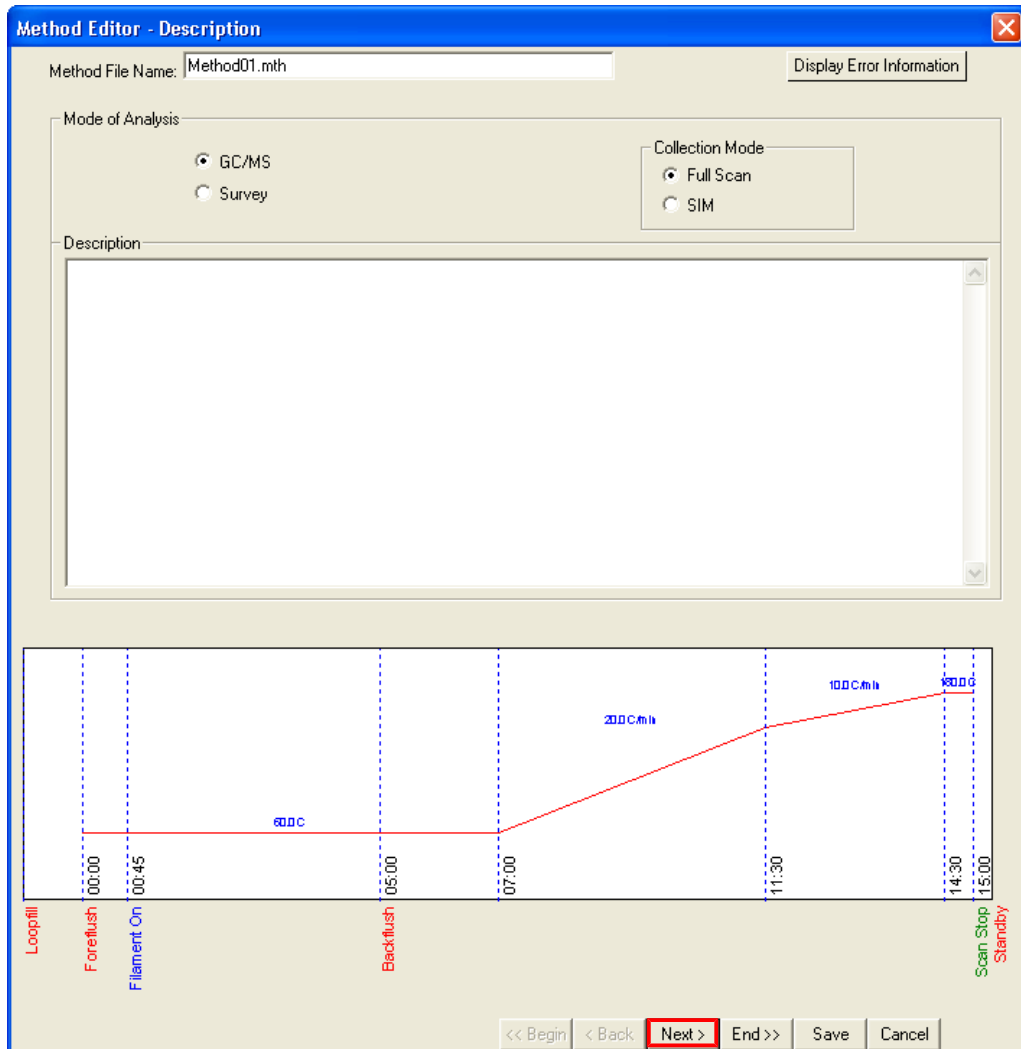 Method Editor - Description
Method File Name: Method01.mth
Display Error Information
Mode of Analysis
GC/MS
Survey
Collection Mode
Full Scan
SIM
Description
60.0 C
20.0 C/min
10.0 C/min
180.0 C
00:00
00:45
05:00
07:00
11:30
14:30
15:00
Loopfill
Foreflush
Filament On
Backflush
Scan Stop
Standby
<< Begin
< Back
Next >
End >>
Save
Cancel